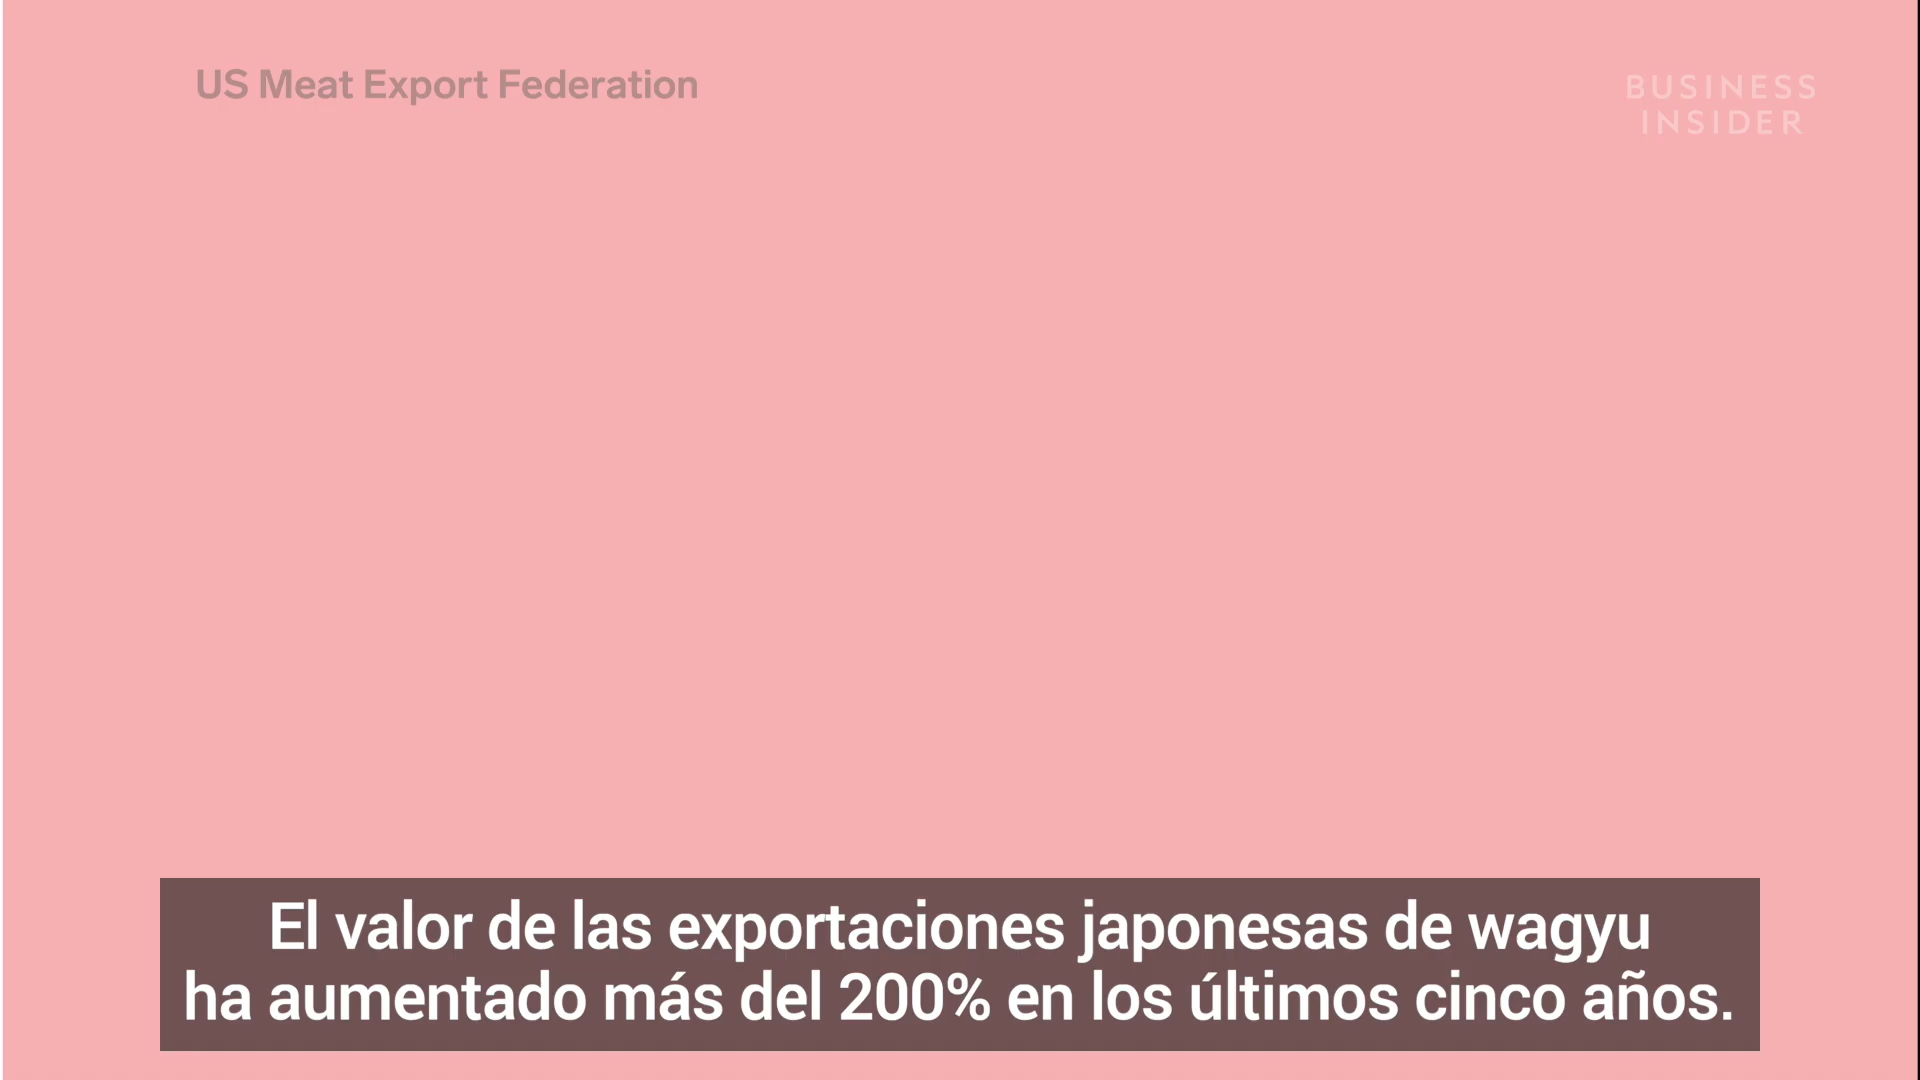 US Meat Export Federation
BUSINESS
INSIDER
El valor de las exportaciones japonesas de wagyu
ha aumentado más del 200% en los últimos cinco años.